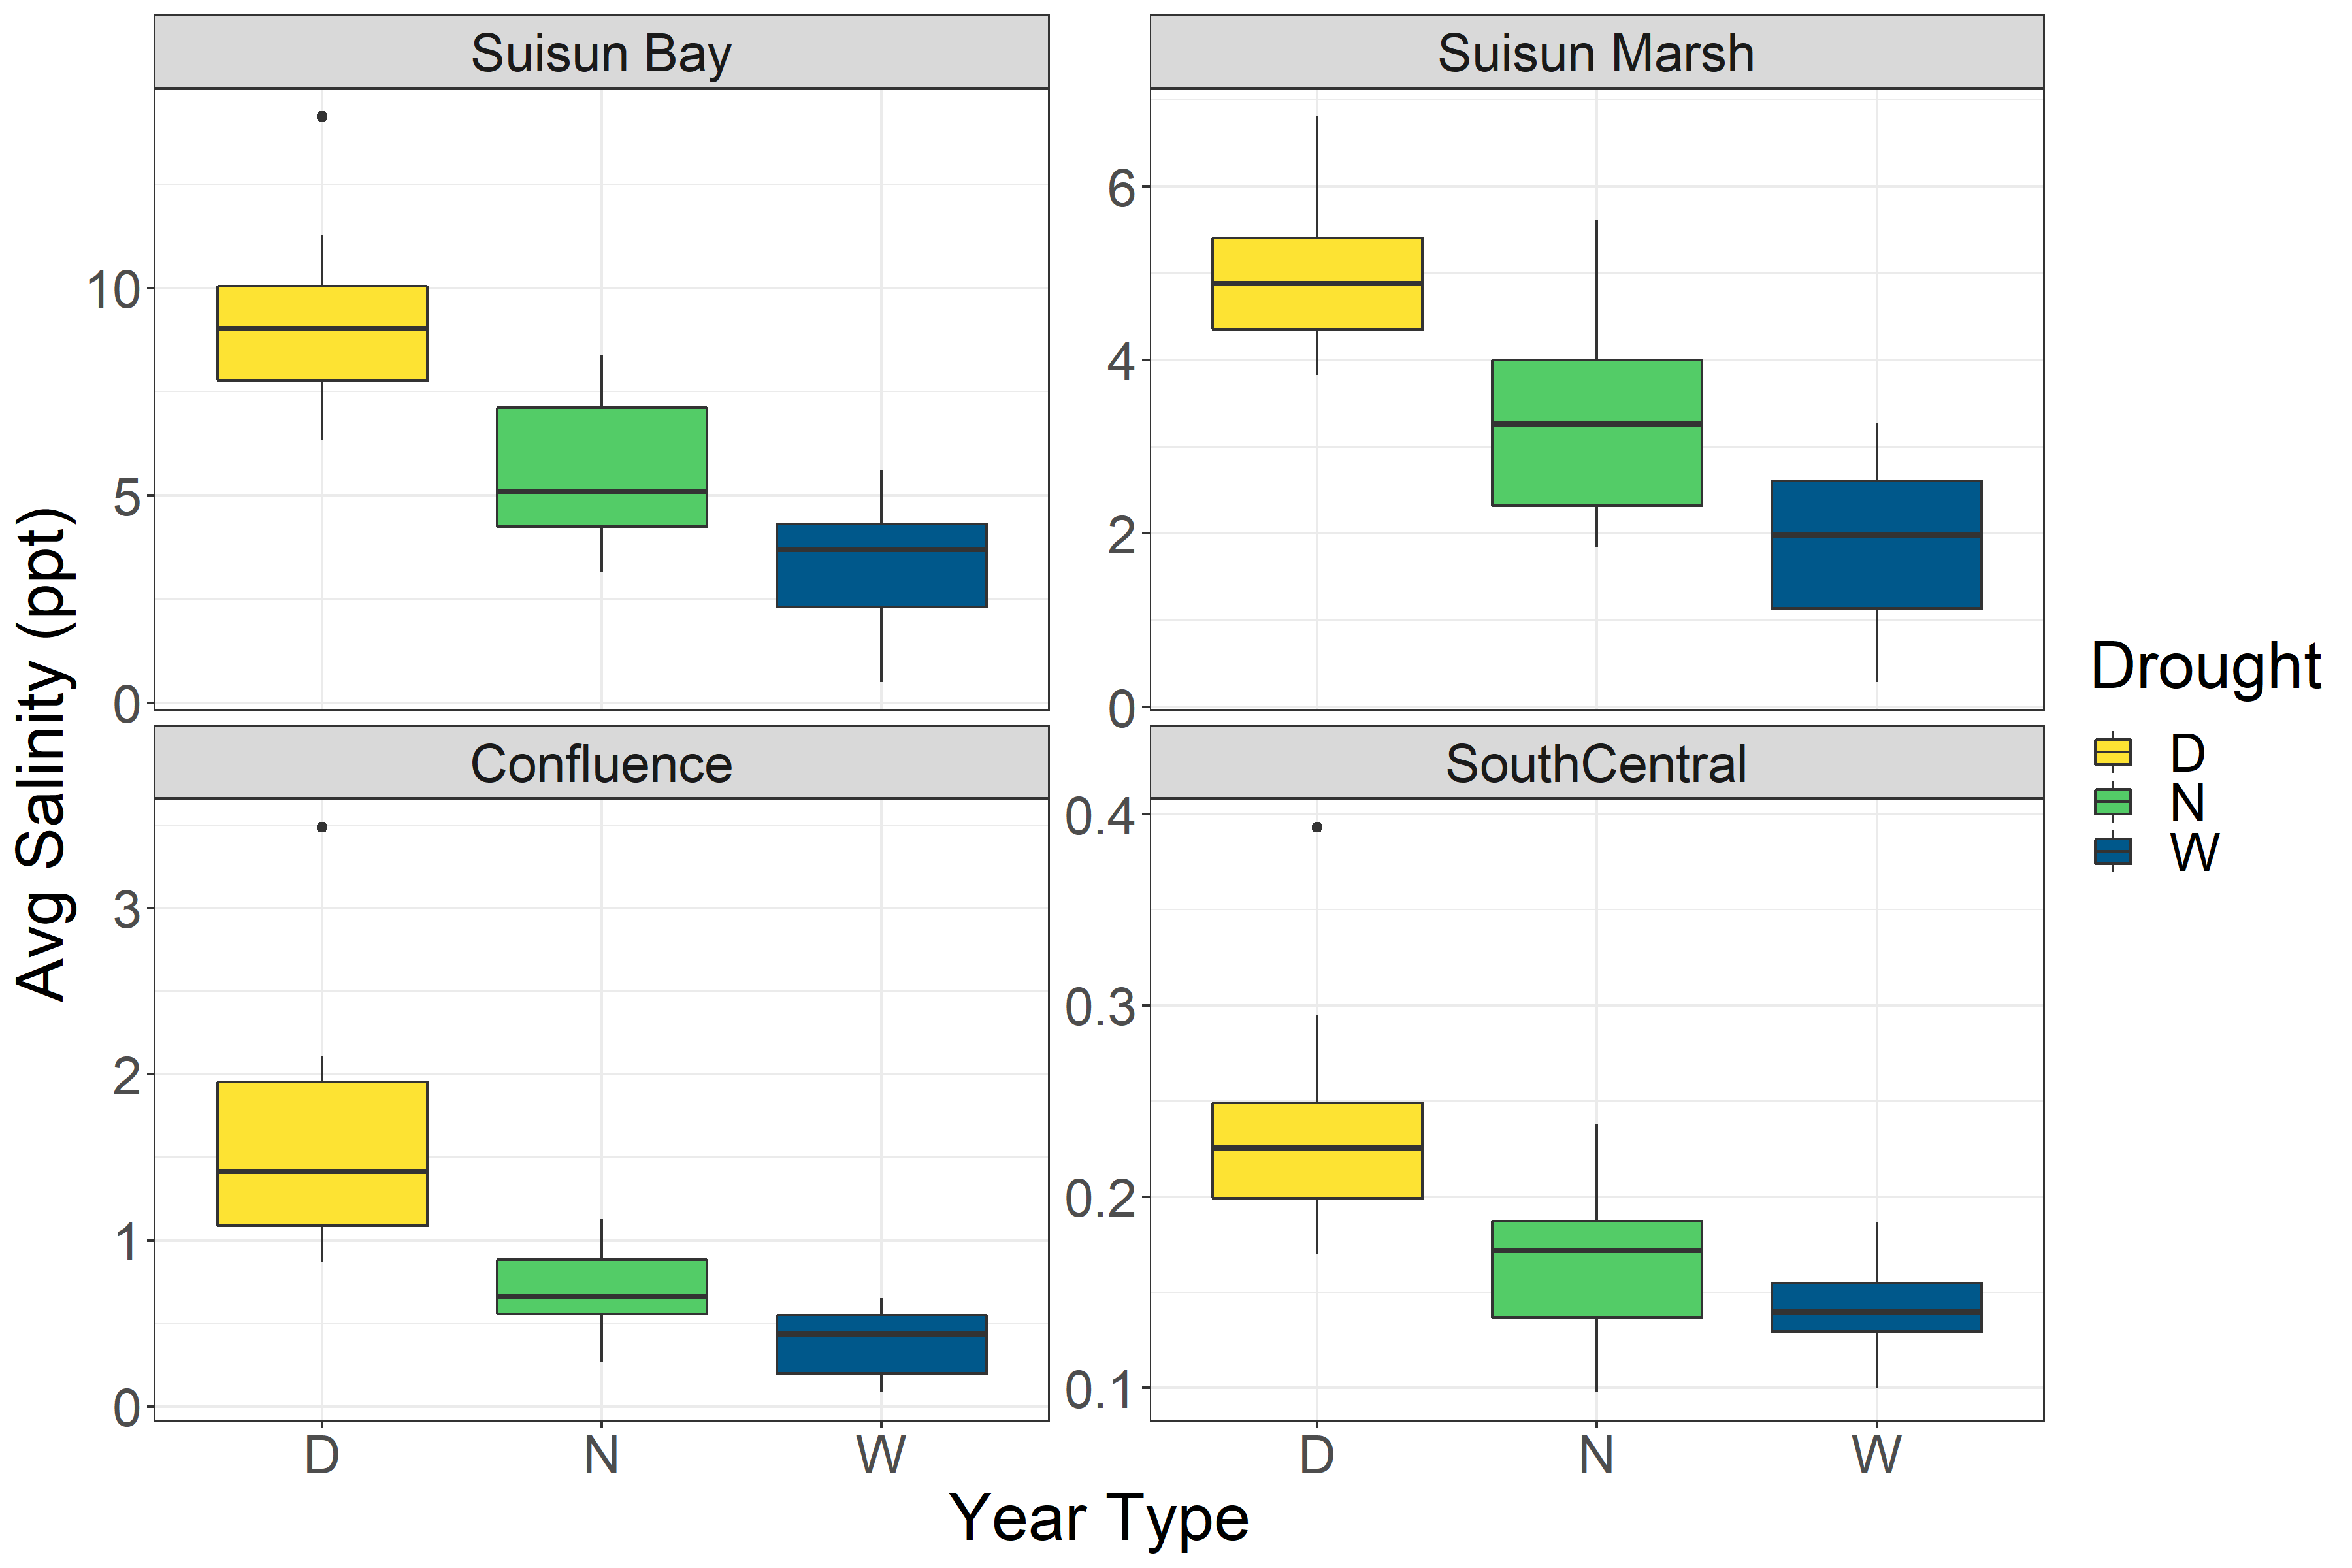 Suisun Bay
Suisun Marsh
10
5
0
6
4
2
0
Confluence
SouthCentral
3
2
1
0
0.4
0.3
0.2
0.1
D N W
D N W
Year Type
Avg Salinity (ppt)
Drought
D
N
W